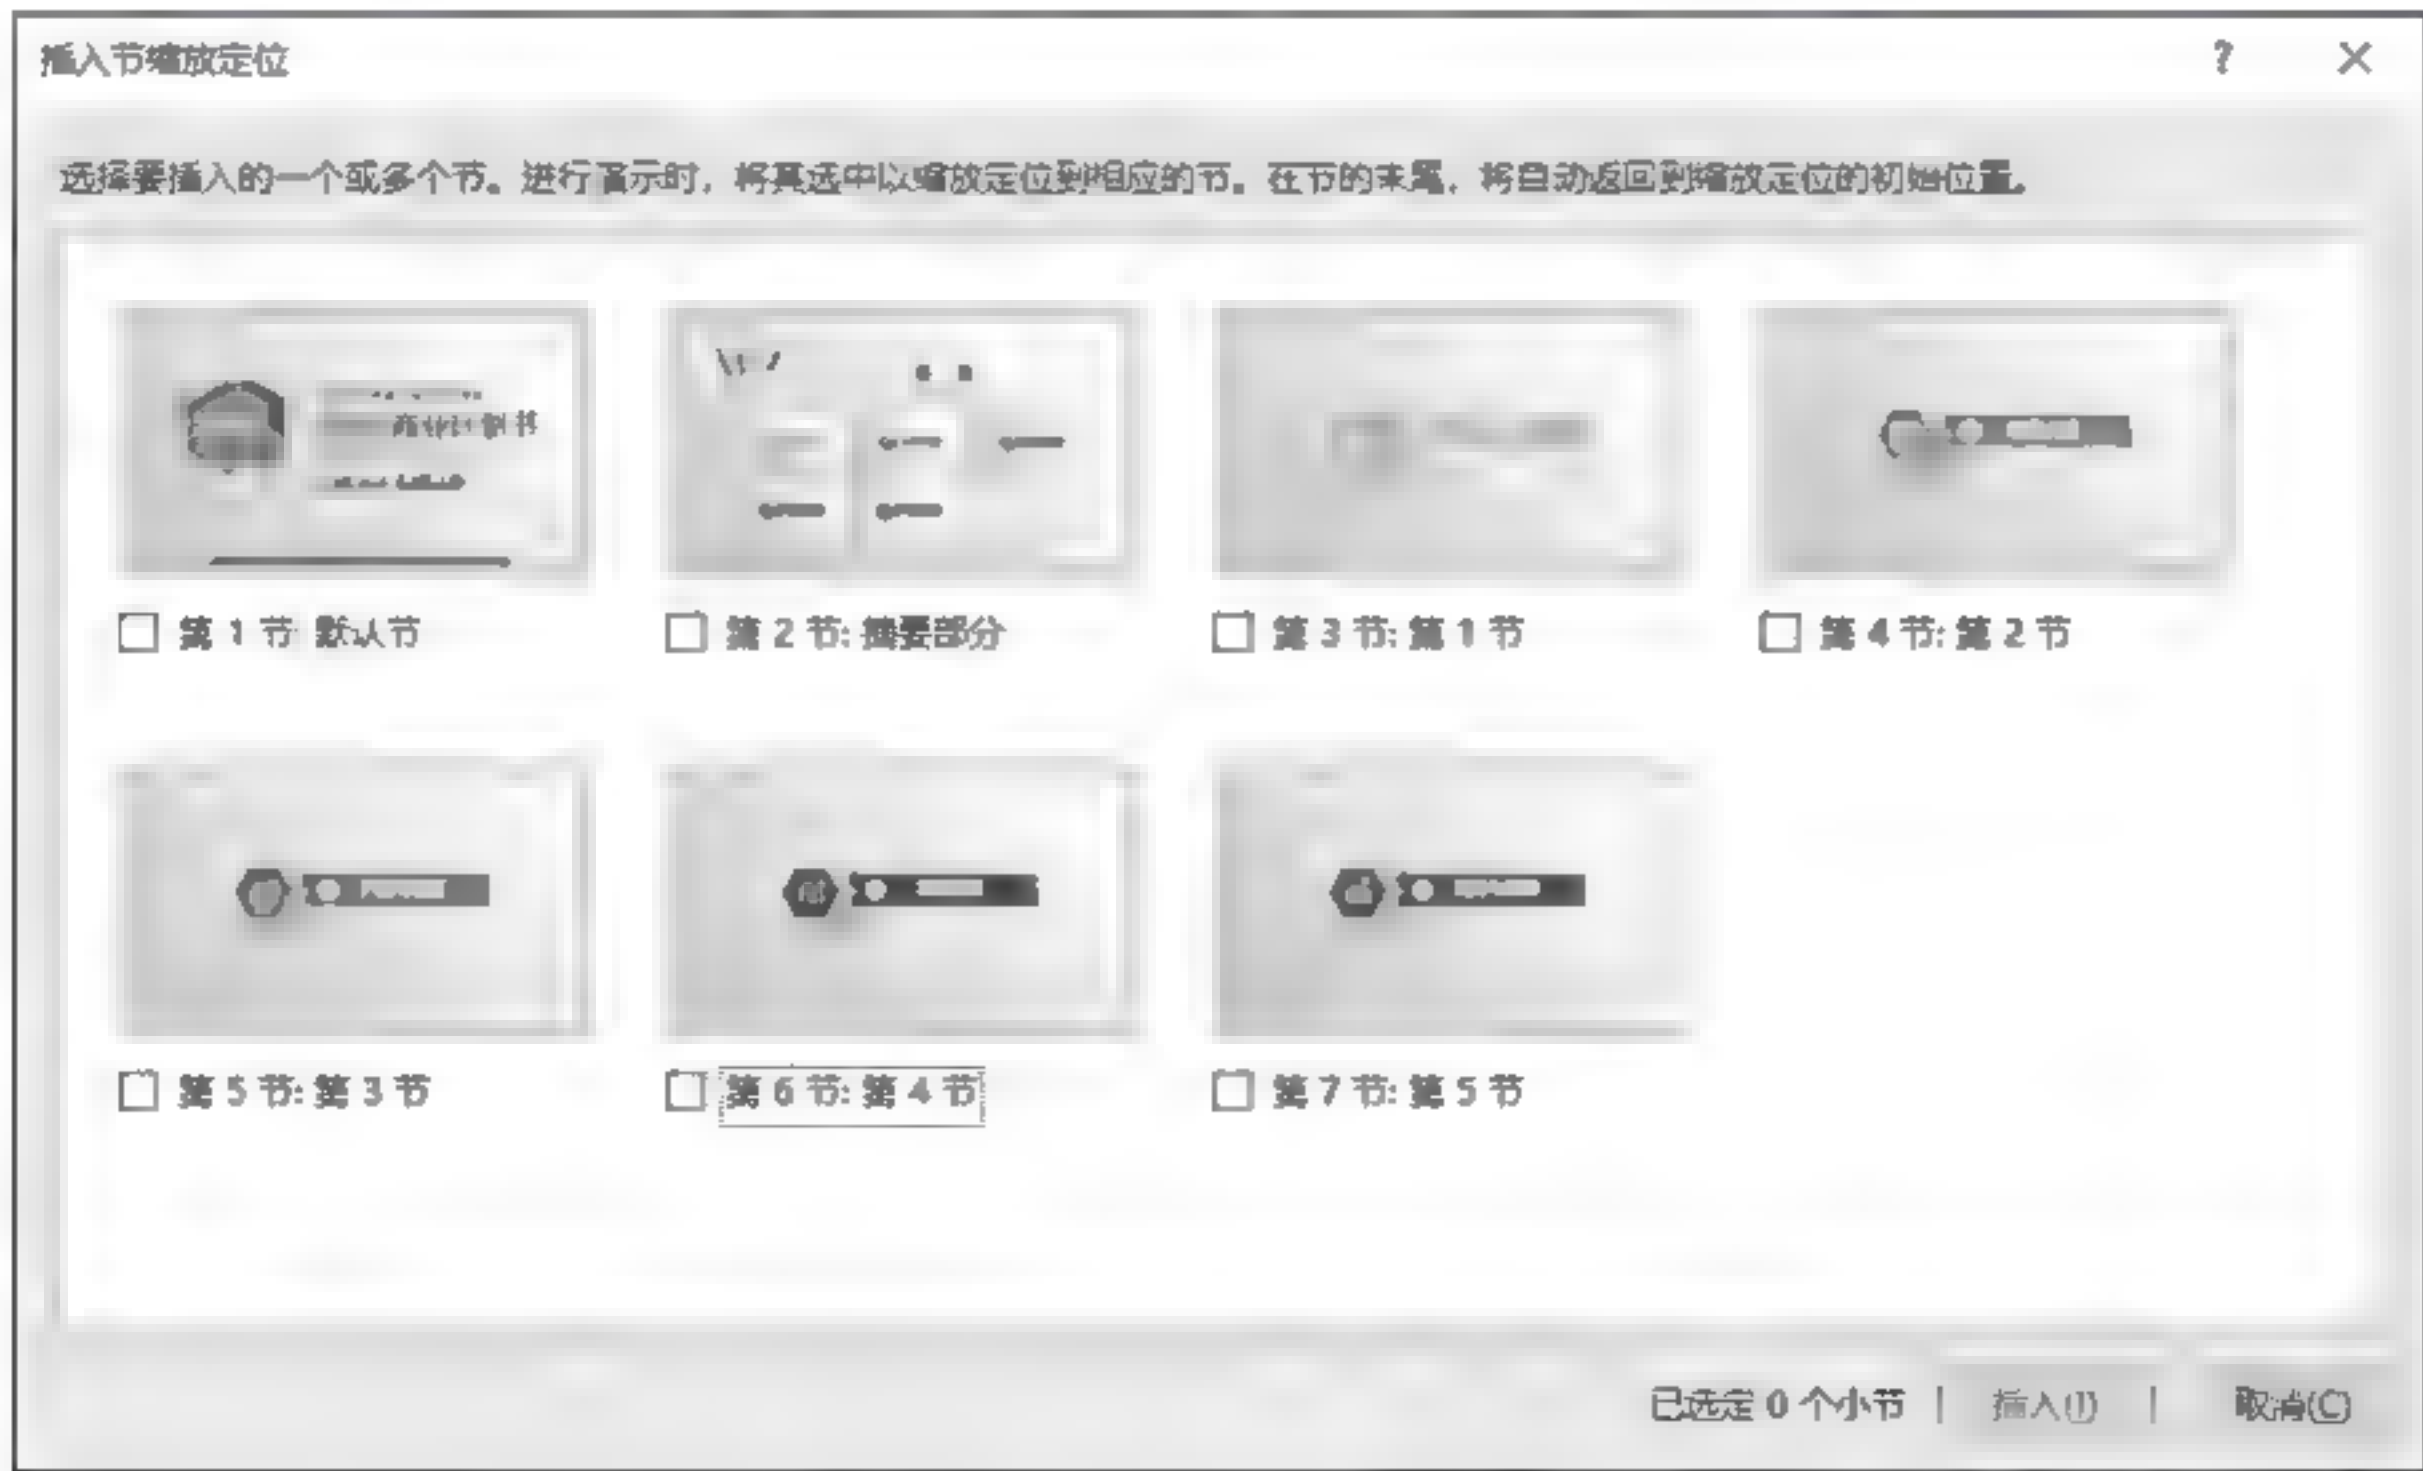 插入节缩放定位
选择要插入的一个或多个节。进行演示时，将其选中以缩放定位到相应的节。在节的末尾，将自动返回到缩放定位的初始位置。
商业计划书
第 1 节: 默认节
第 2 节: 摘要部分
第 3 节: 第 1 节
第 4 节: 第 2 节
第 5 节: 第 3 节
第 6 节: 第 4 节
第 7 节: 第 5 节
已选定 0 个小节
插入(I)
取消(C)